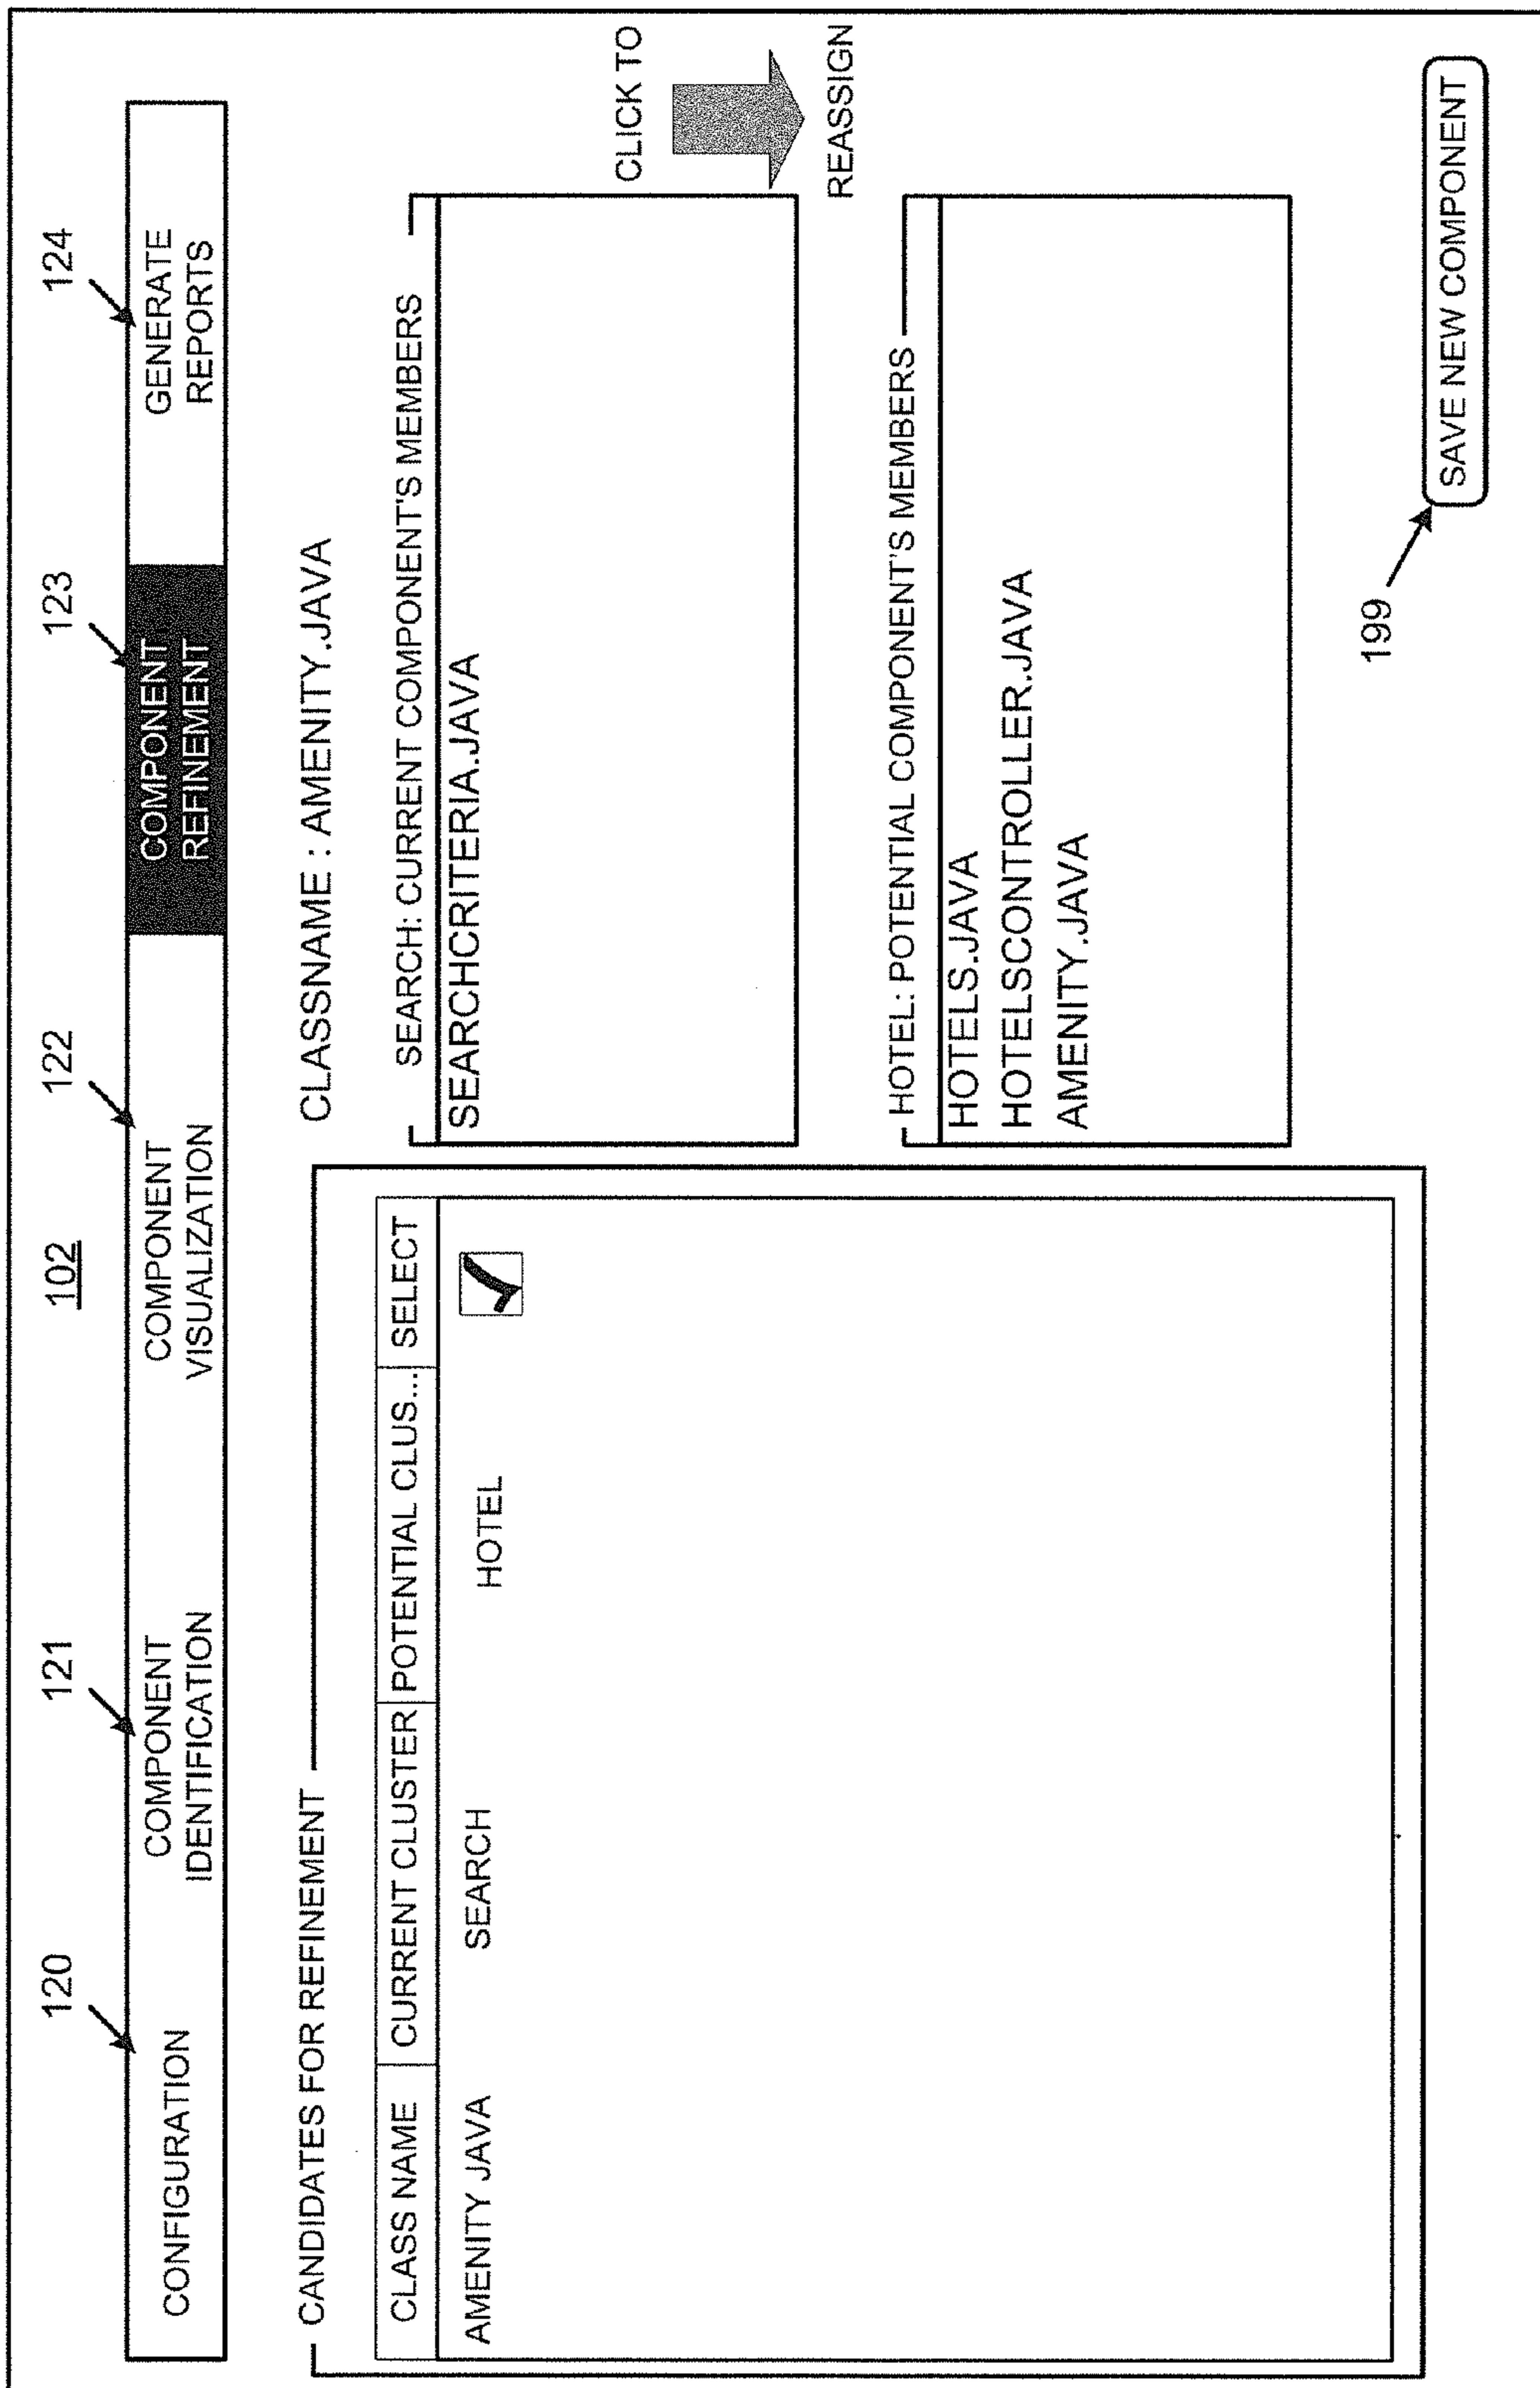 102
120
121
122
123
124
CONFIGURATION
COMPONENT
IDENTIFICATION
COMPONENT
VISUALIZATION
COMPONENT
REFINEMENT
GENERATE
REPORTS
CANDIDATES FOR REFINEMENT
CLASS NAME CURRENT CLUSTER POTENTIAL CLUS... SELECT
AMENITY JAVA SEARCH HOTEL
CLASSNAME : AMENITY.JAVA
SEARCH: CURRENT COMPONENT'S MEMBERS
SEARCHCRITERIA.JAVA
CLICK TO
REASSIGN
HOTEL: POTENTIAL COMPONENT'S MEMBERS
HOTELS.JAVA
HOTELSCONTROLLER.JAVA
AMENITY.JAVA
199
SAVE NEW COMPONENT